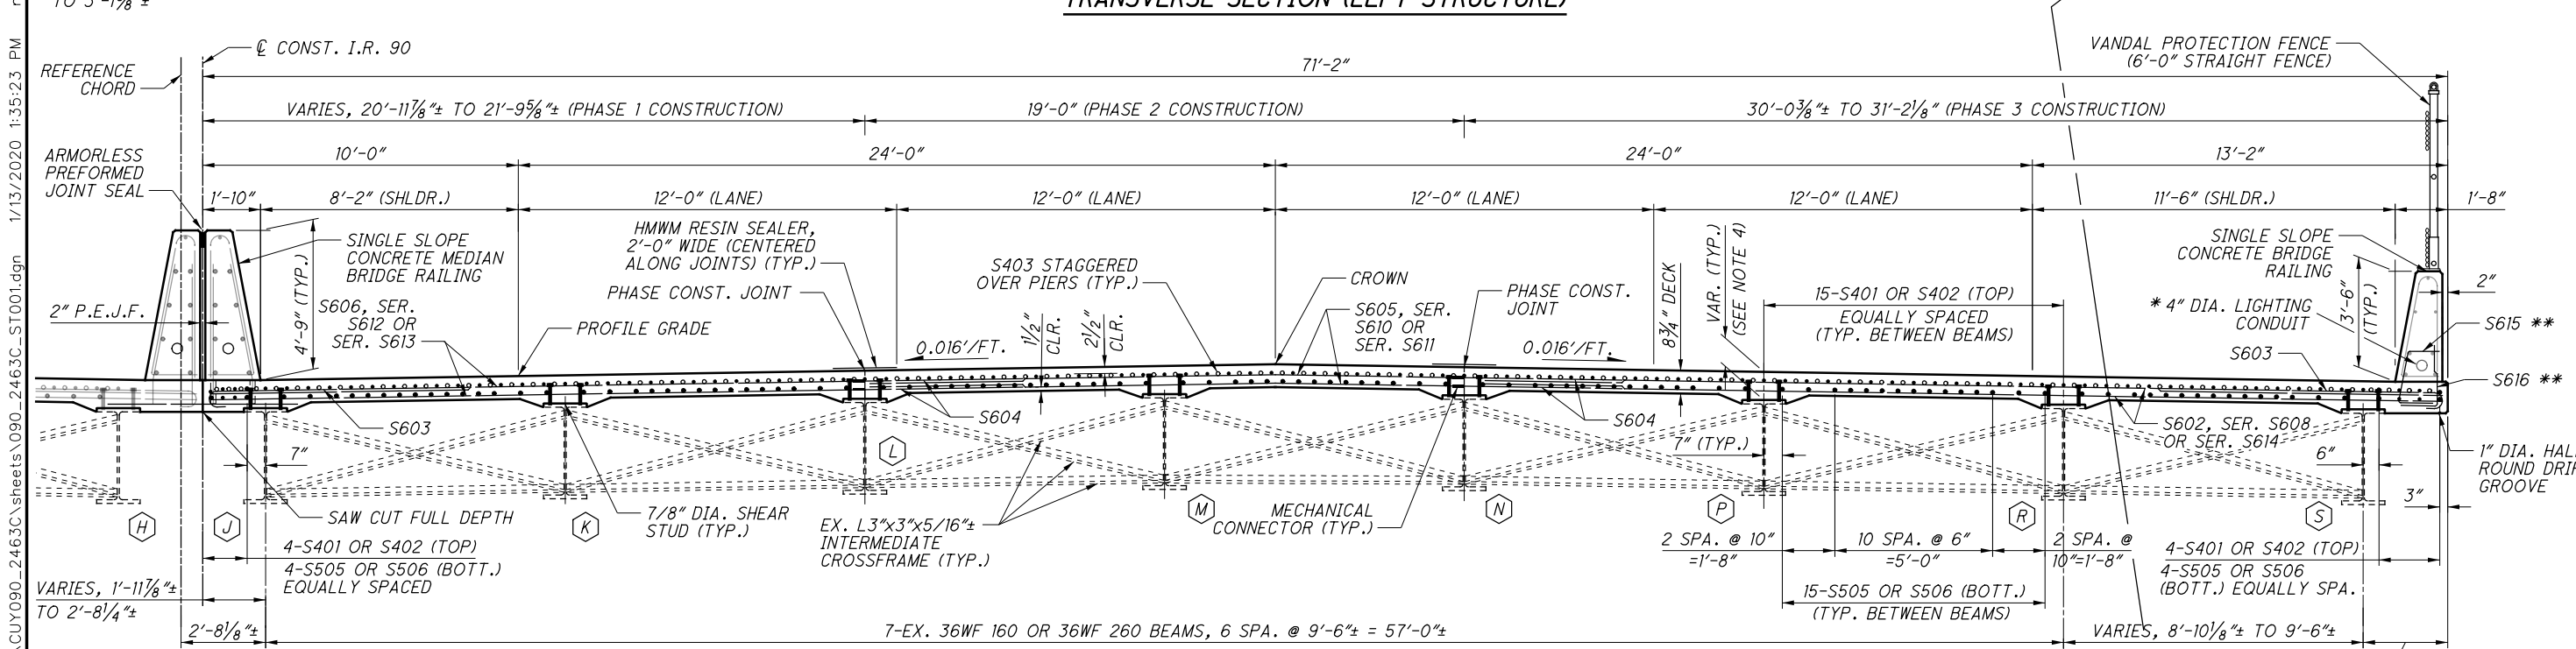 TO 3'-1⅞"±
TRANSVERSE SECTION (LEFT STRUCTURE)
CUY090_2463C\sheets\090_2463C_ST001.dgn 1/13/2020 1:35:23 PM
℄ CONST. I.R. 90
REFERENCE
CHORD
71'-2"
VANDAL PROTECTION FENCE
(6'-0" STRAIGHT FENCE)
VARIES, 20'-11⅞"± TO 21'-9⅝"± (PHASE 1 CONSTRUCTION)
19'-0" (PHASE 2 CONSTRUCTION)
30'-0⅜"± TO 31'-2⅛" (PHASE 3 CONSTRUCTION)
ARMORLESS
PREFORMED
JOINT SEAL
10'-0"
24'-0"
24'-0"
13'-2"
1'-10"
8'-2" (SHLDR.)
12'-0" (LANE)
12'-0" (LANE)
12'-0" (LANE)
12'-0" (LANE)
11'-6" (SHLDR.)
1'-8"
SINGLE SLOPE
CONCRETE MEDIAN
BRIDGE RAILING
4'-9" (TYP.)
2" P.E.J.F.
S606, SER.
S612 OR
SER. S613
HMWM RESIN SEALER,
2'-0" WIDE (CENTERED
ALONG JOINTS) (TYP.)
PHASE CONST. JOINT
PROFILE GRADE
S403 STAGGERED
OVER PIERS (TYP.)
CROWN
0.016'/FT.
1½"
CLR.
2½"
CLR.
S605, SER.
S610 OR
SER. S611
PHASE CONST.
JOINT
0.016'/FT.
8¾" DECK
VAR. (TYP.)
(SEE NOTE 4)
15-S401 OR S402 (TOP)
EQUALLY SPACED
(TYP. BETWEEN BEAMS)
SINGLE SLOPE
CONCRETE BRIDGE
RAILING
* 4" DIA. LIGHTING
CONDUIT
3'-6"
(TYP.)
2"
S615 **
S603
S616 **
S603
S604
S604
S602, SER. S608
OR SER. S614
7"
7" (TYP.)
6"
3"
1" DIA. HAL
ROUND DRI
GROOVE
H
J
K
L
M
N
P
R
S
SAW CUT FULL DEPTH
7/8" DIA. SHEAR
STUD (TYP.)
EX. L3"x3"x5/16"±
INTERMEDIATE
CROSSFRAME (TYP.)
MECHANICAL
CONNECTOR (TYP.)
4-S401 OR S402 (TOP)
4-S505 OR S506 (BOTT.)
EQUALLY SPACED
2 SPA. @ 10"
=1'-8"
10 SPA. @ 6"
=5'-0"
2 SPA. @
10"=1'-8"
4-S401 OR S402 (TOP)
4-S505 OR S506
(BOTT.) EQUALLY SPA.
15-S505 OR S506 (BOTT.)
(TYP. BETWEEN BEAMS)
VARIES, 1'-11⅞"±
TO 2'-8¼"±
2'-8⅛"±
7-EX. 36WF 160 OR 36WF 260 BEAMS, 6 SPA. @ 9'-6"± = 57'-0"±
VARIES, 8'-10⅛"± TO 9'-6"±